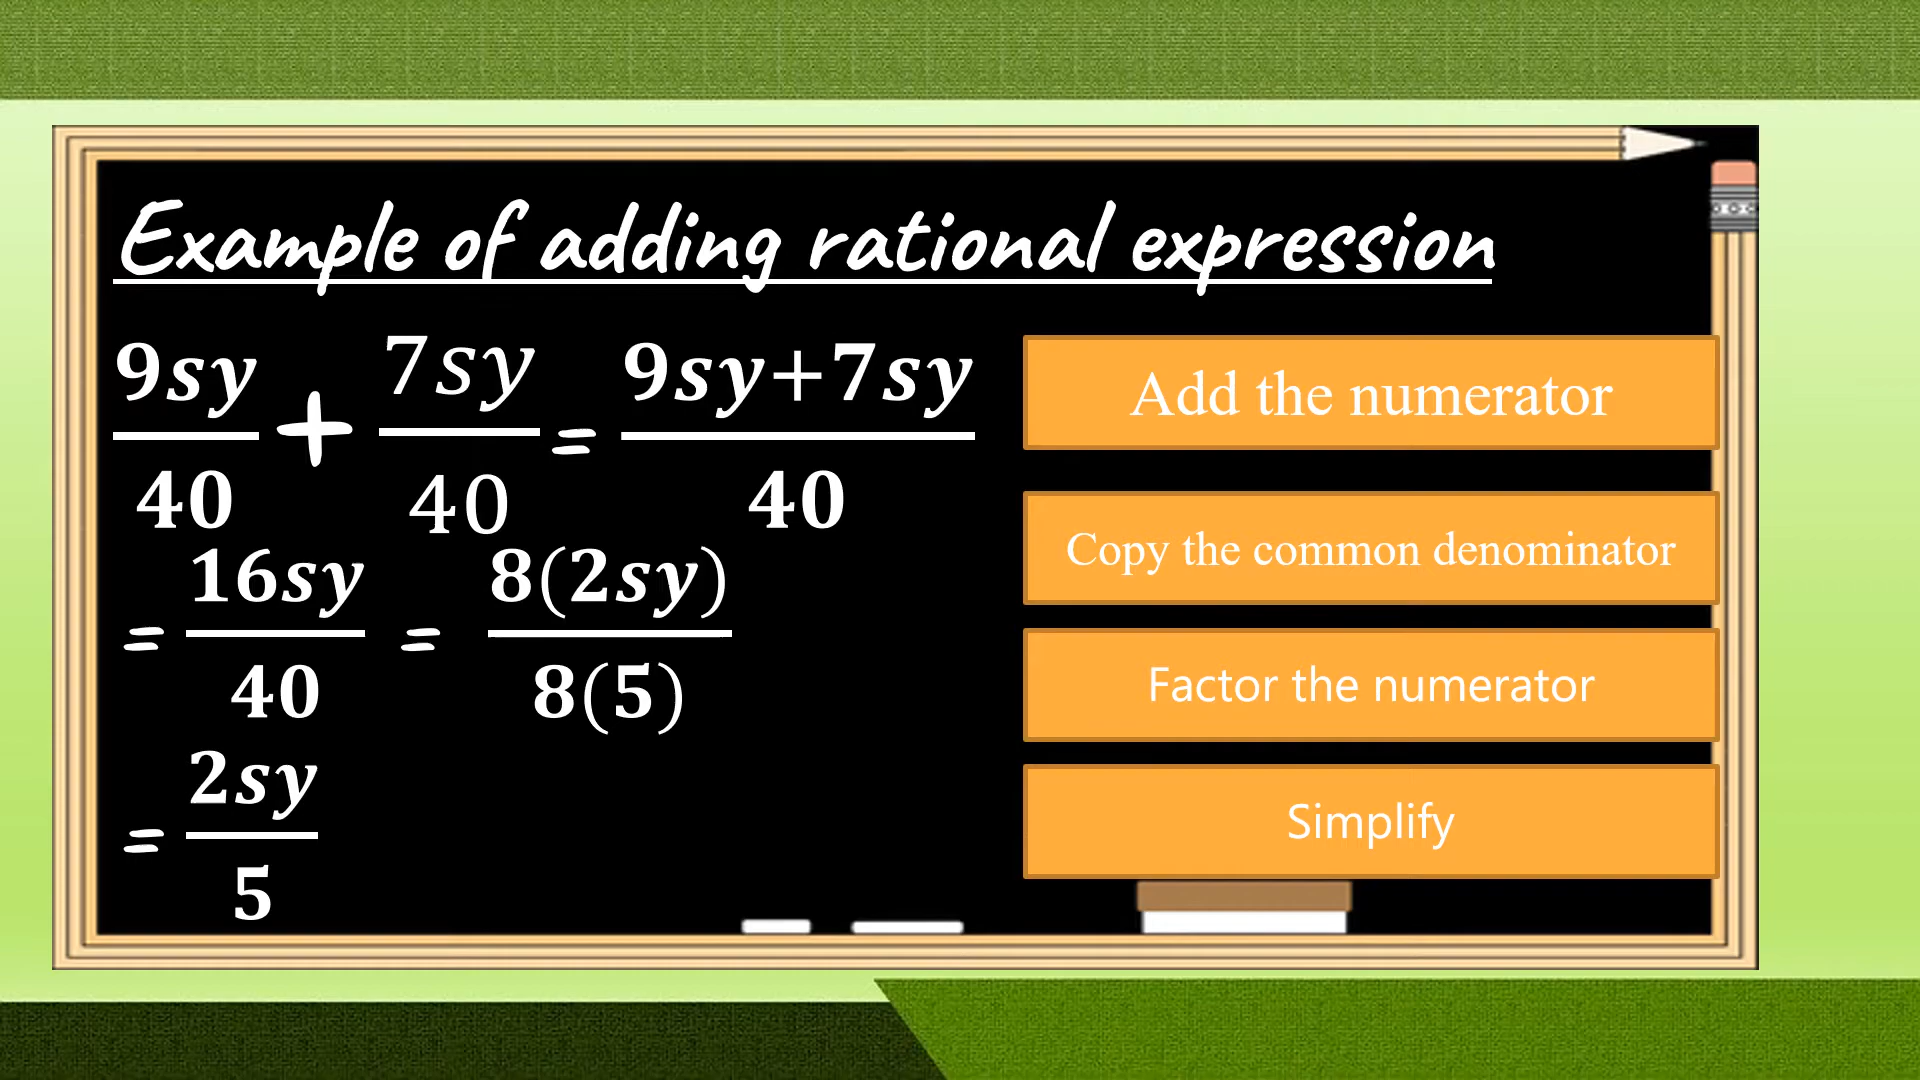 Example of adding rational expression
9sy/40 + 7sy/40 = 9sy+7sy/40
= 16sy/40 = 8(2sy)/8(5)
= 2sy/5
Add the numerator
Copy the common denominator
Factor the numerator
Simplify